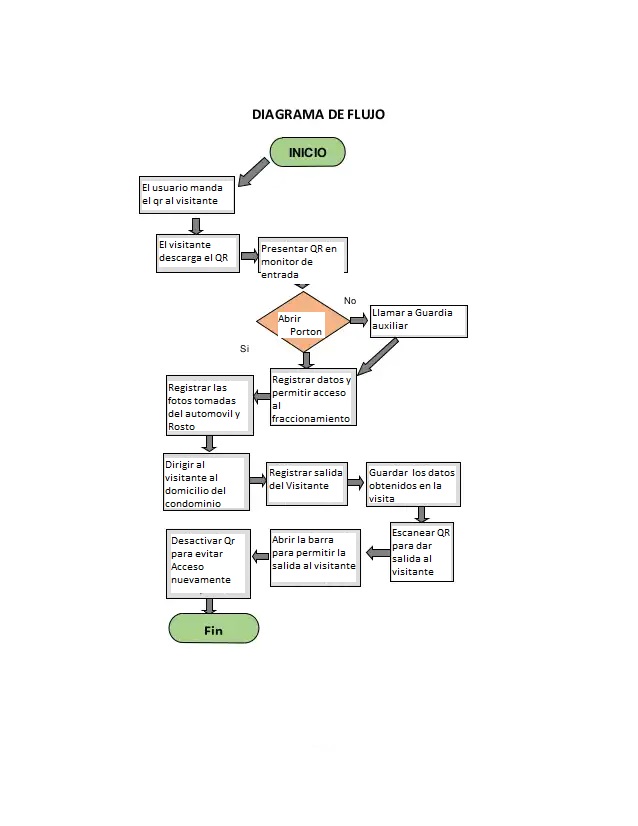 DIAGRAMA DE FLUJO
INICIO
El usuario manda
el qr al visitante
El visitante
descarga el QR
Presentar QR en
monitor de
entrada
No
Abrir
Porton
Llamar a Guardia
auxiliar
Si
Registrar datos y
permitir acceso
al
fraccionamiento
Registrar las
fotos tomadas
del automovil y
Rosto
Dirigir al
visitante al
domicilio del
condominio
Registrar salida
del Visitante
Guardar los datos
obtenidos en la
visita
Escanear QR
para dar
salida al
visitante
Abrir la barra
para permitir la
salida al visitante
Desactivar Qr
para evitar
Acceso
nuevamente
Fin